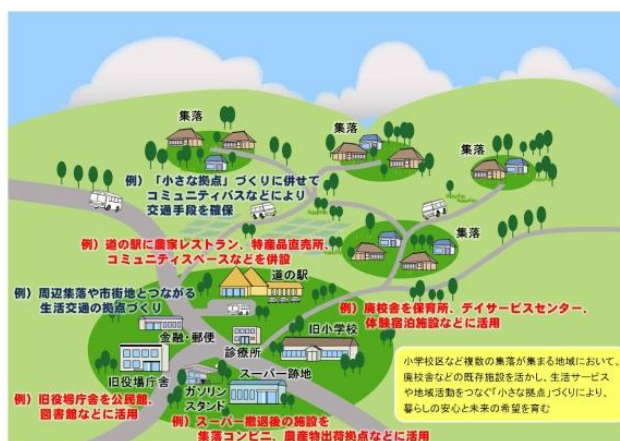 集落
集落
集落
例）「小さな拠点」づくりに併せて
コミュニティバスなどにより
交通手段を確保
集落
例）道の駅に農家レストラン、特産品直売所、
コミュニティスペースなどを併設
道の駅
例）周辺集落や市街地とつながる
生活交通の拠点づくり
例）廃校舎を保育所、デイサービスセンター、
体験宿泊施設などに活用
金融・郵便
診療所
旧小学校
旧役場庁舎
ガソリン
スタンド
スーパー跡地
例）旧役場庁舎を公民館、
図書館などに活用
例）スーパー撤退後の施設を
集落コンビニ、農産物出荷拠点などに活用
小学校区など複数の集落が集まる地域において、
廃校舎などの既存施設を活かし、生活サービス
や地域活動をつなぐ「小さな拠点」づくりにより、
暮らしの安心と未来の希望を育む